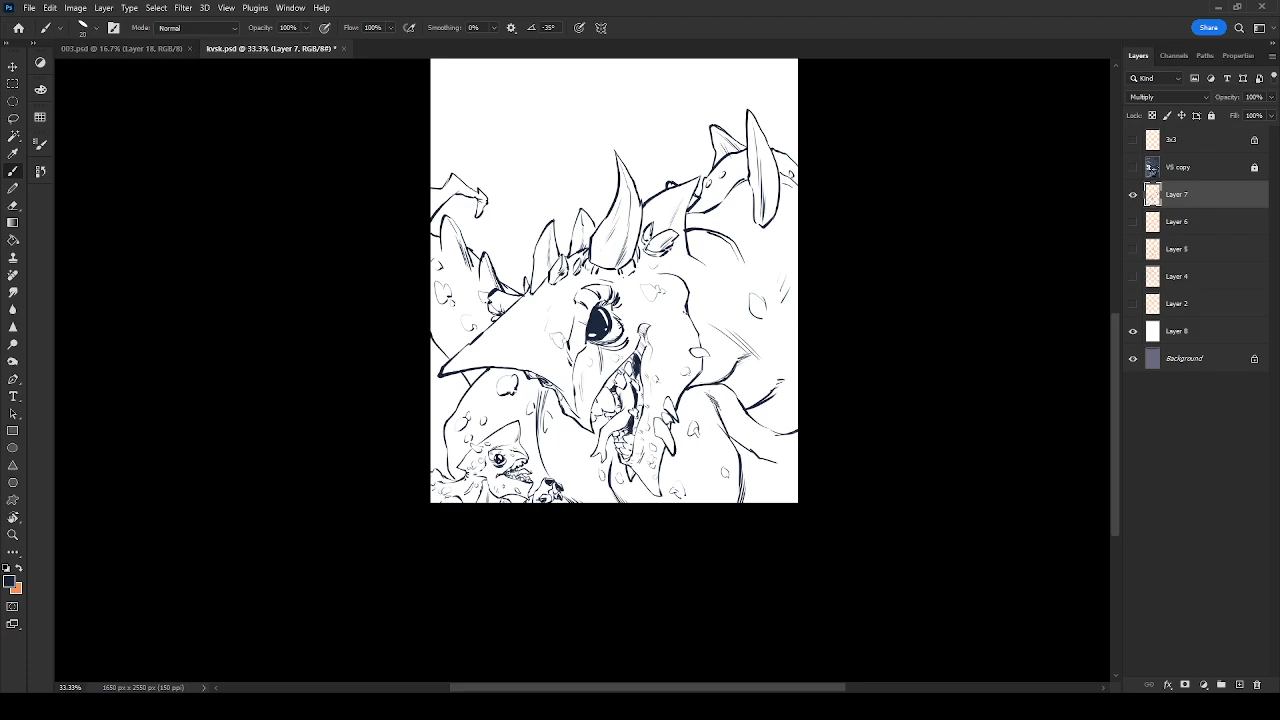 File Edit Image Layer Type Select Filter 3D View Plugins Window Help
20 Mode: Normal Opacity: 100% Flow: 100% Smoothing: 0% -35° Share
003.psd @ 16.7% (Layer 18, RGB/8) × kvsk.psd @ 33.3% (Layer 7, RGB/8#) * ×
Layers Channels Paths Properties
Kind
Multiply Opacity: 100%
Lock: Fill: 100%
3x3
VS copy
Layer 7
Layer 6
Layer 5
Layer 4
Layer 2
Layer 8
Background
33.33% 1650 px x 2550 px (150 ppi)